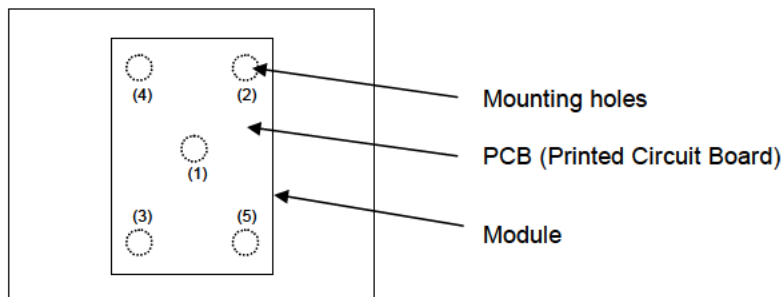 (4) (2)
Mounting holes
PCB (Printed Circuit Board)
(1)
(3) (5)
Module